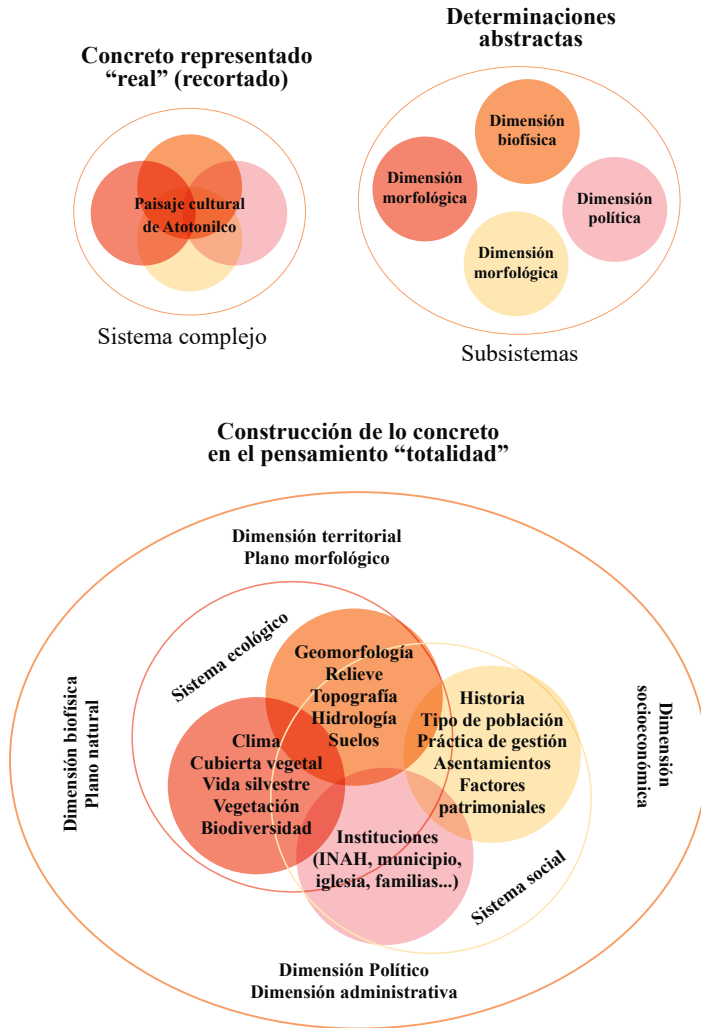 Concreto representado
“real” (recortado)
Paisaje cultural
de Atotonilco
Sistema complejo
Determinaciones
abstractas
Dimensión
biofísica
Dimensión
morfológica
Dimensión
política
Dimensión
morfológica
Subsistemas
Construcción de lo concreto
en el pensamiento “totalidad”
Dimensión territorial
Plano morfológico
Sistema ecológico
Dimensión biofísica
Plano natural
Geomorfología
Relieve
Topografía
Hidrología
Suelos
Clima
Cubierta vegetal
Vida silvestre
Vegetación
Biodiversidad
Historia
Tipo de población
Práctica de gestión
Asentamientos
Factores
patrimoniales
Dimensión
socioeconómica
Instituciones
(INAH, municipio,
iglesia, familias...)
Sistema social
Dimensión Político
Dimensión administrativa